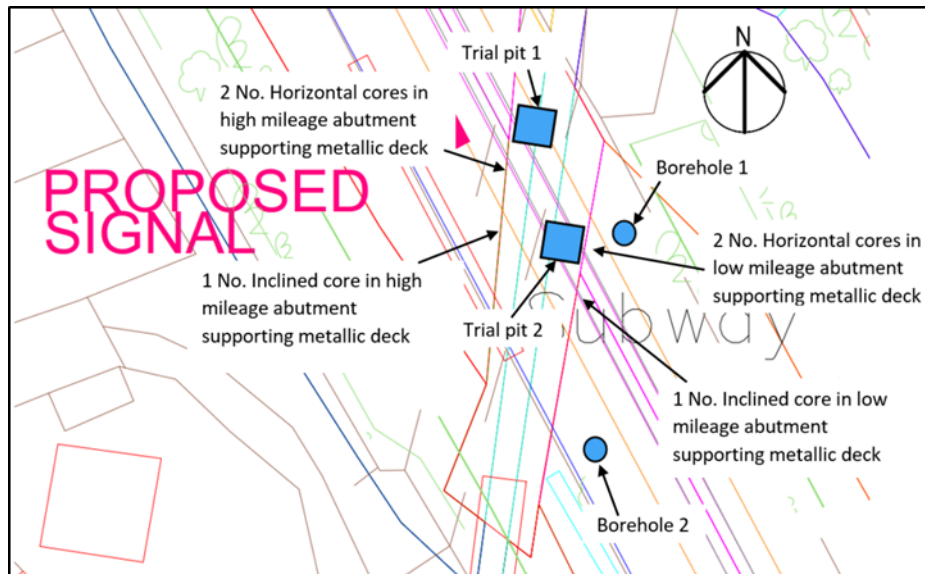 N
Trial pit 1
2 No. Horizontal cores in
high mileage abutment
supporting metallic deck
Borehole 1
PROPOSED
SIGNAL
2 No. Horizontal cores in
low mileage abutment
supporting metallic deck
1 No. Inclined core in high
mileage abutment
supporting metallic deck
Trial pit 2
Subway
1 No. Inclined core in low
mileage abutment
supporting metallic deck
Borehole 2